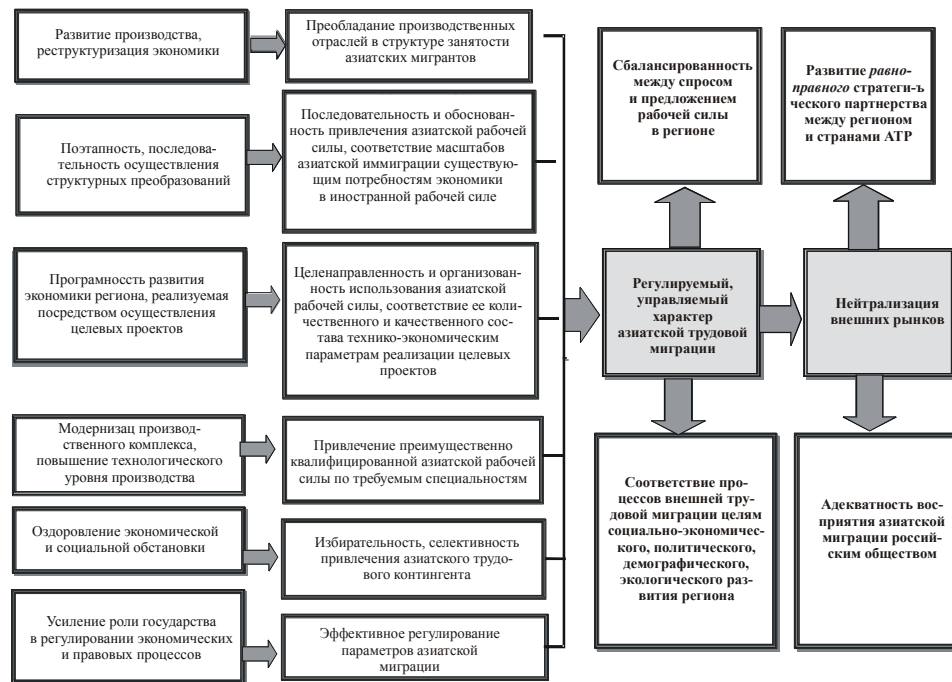 Развитие производства,
реструктуризация экономики
Преобладание производственных
отраслей в структуре занятости
азиатских мигрантов
Поэтапность, последова-
тельность осуществления
структурных преобразований
Последовательность и обоснован-
ность привлечения азиатской рабочей
силы, соответствие масштабов
азиатской иммиграции существую-
щим потребностям экономики
в иностранной рабочей силе
Програмность развития
экономики региона, реализуемая
посредством осуществления
целевых проектов
Целенаправленность и организован-
ность использования азиатской
рабочей силы, соответствие ее коли-
чественного и качественного соста-
вa технико-экономическим
параметрам реализации целевых
проектов
Модернизац производ-
ственного комплекса,
повышение технологического
уровня производства
Привлечение преимущественно
квалифицированной азиатской рабочей
силы по требуемым специальностям
Оздоровление экономической
и социальной обстановки
Избирательность, селективность
привлечения азиатского трудо-
вого контингента
Усиление роли государства
в регулировании экономических
и правовых процессов
Эффективное регулирование
параметров азиатской
миграции
Сбалансированность
между спросом
и предложением
рабочей силы
в регионе
Регулируемый,
управляемый
характер
азиатской трудовой
миграции
Соответствие про-
цессов внешней тру-
довой миграции целям
социально-экономиче-
ского, политического,
демографического,
экологического раз-
вития региона
Развитие равно-
правного стратеги-ъ
ческого партнерства
между регионом
и странами АТР
Нейтрализация
внешних рынков
Адекватность вос-
приятия азиатской
миграции россий-
ским обществом